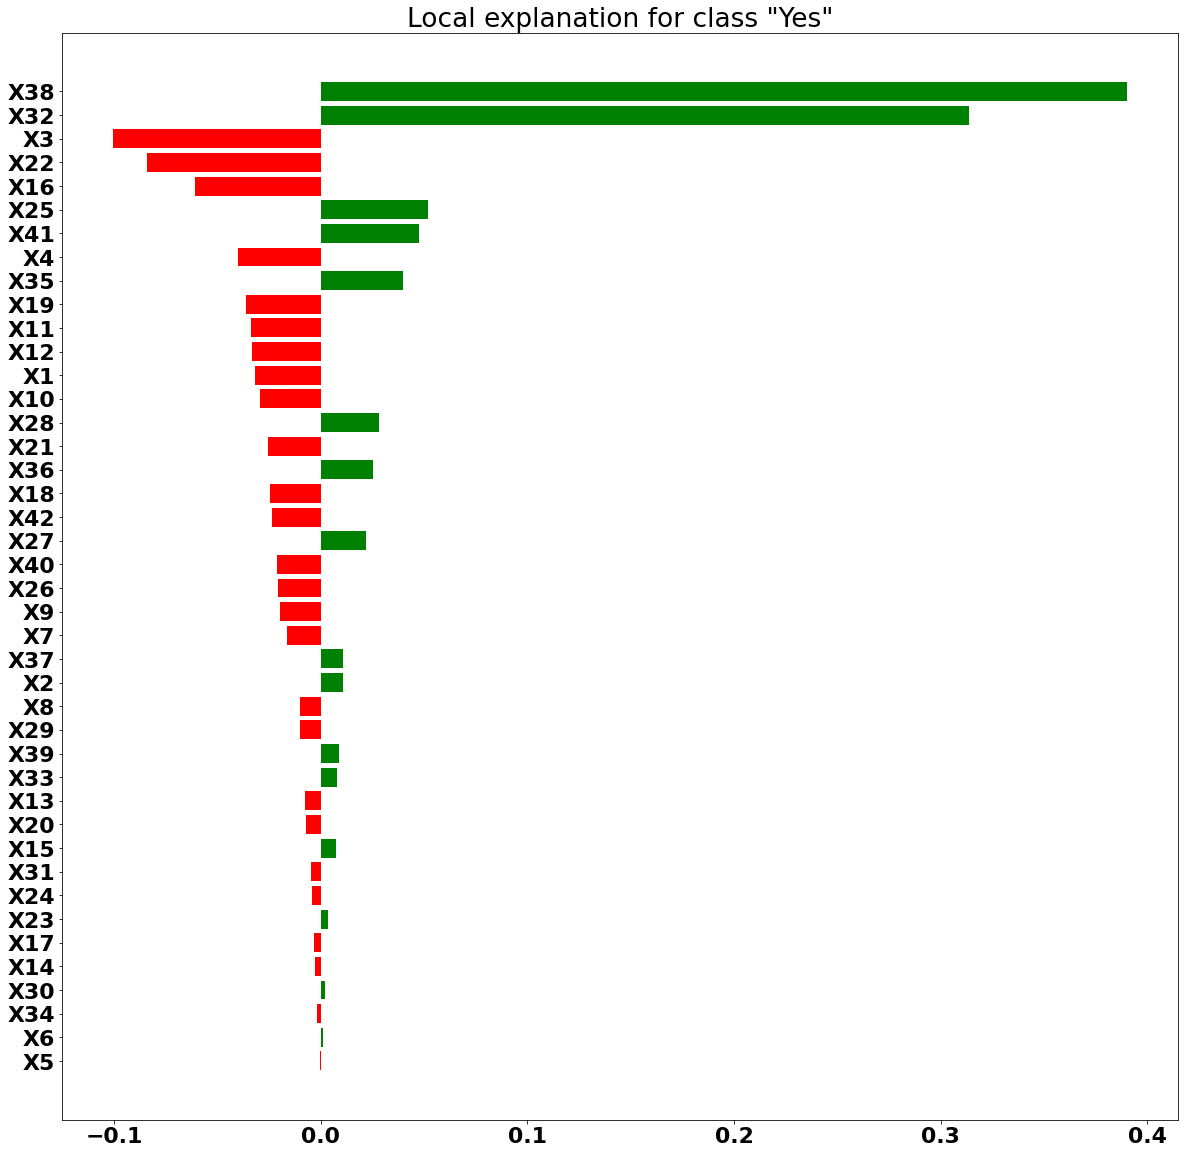 Local explanation for class "Yes"
X38
X32
X3
X22
X16
X25
X41
X4
X35
X19
X11
X12
X1
X10
X28
X21
X36
X18
X42
X27
X40
X26
X9
X7
X37
X2
X8
X29
X39
X33
X13
X20
X15
X31
X24
X23
X17
X14
X30
X34
X6
X5
−0.1 0.0 0.1 0.2 0.3 0.4